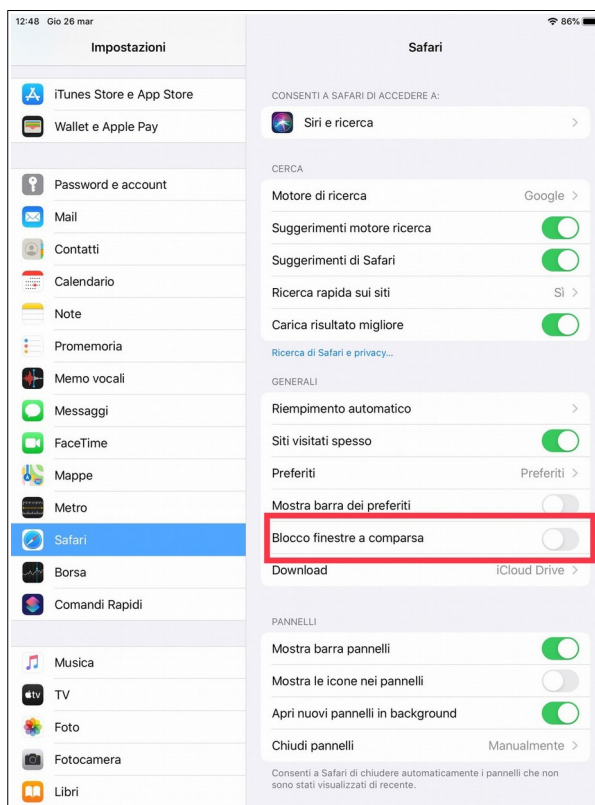 12:48 Gio 26 mar
86%
Impostazioni
iTunes Store e App Store
Wallet e Apple Pay
Password e account
Mail
Contatti
Calendario
Note
Promemoria
Memo vocali
Messaggi
FaceTime
Mappe
Metro
Safari
Borsa
Comandi Rapidi
Musica
tv TV
Foto
Fotocamera
Libri
Safari
CONSENTI A SAFARI DI ACCEDERE A:
Siri e ricerca
CERCA
Motore di ricerca Google
Suggerimenti motore ricerca
Suggerimenti di Safari
Ricerca rapida sui siti Sì
Carica risultato migliore
Ricerca di Safari e privacy...
GENERALI
Riempimento automatico
Siti visitati spesso
Preferiti Preferiti
Mostra barra dei preferiti
Blocco finestre a comparsa
Download iCloud Drive
PANNELLI
Mostra barra pannelli
Mostra le icone nei pannelli
Apri nuovi pannelli in background
Chiudi pannelli Manualmente
Consenti a Safari di chiudere automaticamente i pannelli che non
sono stati visualizzati di recente.